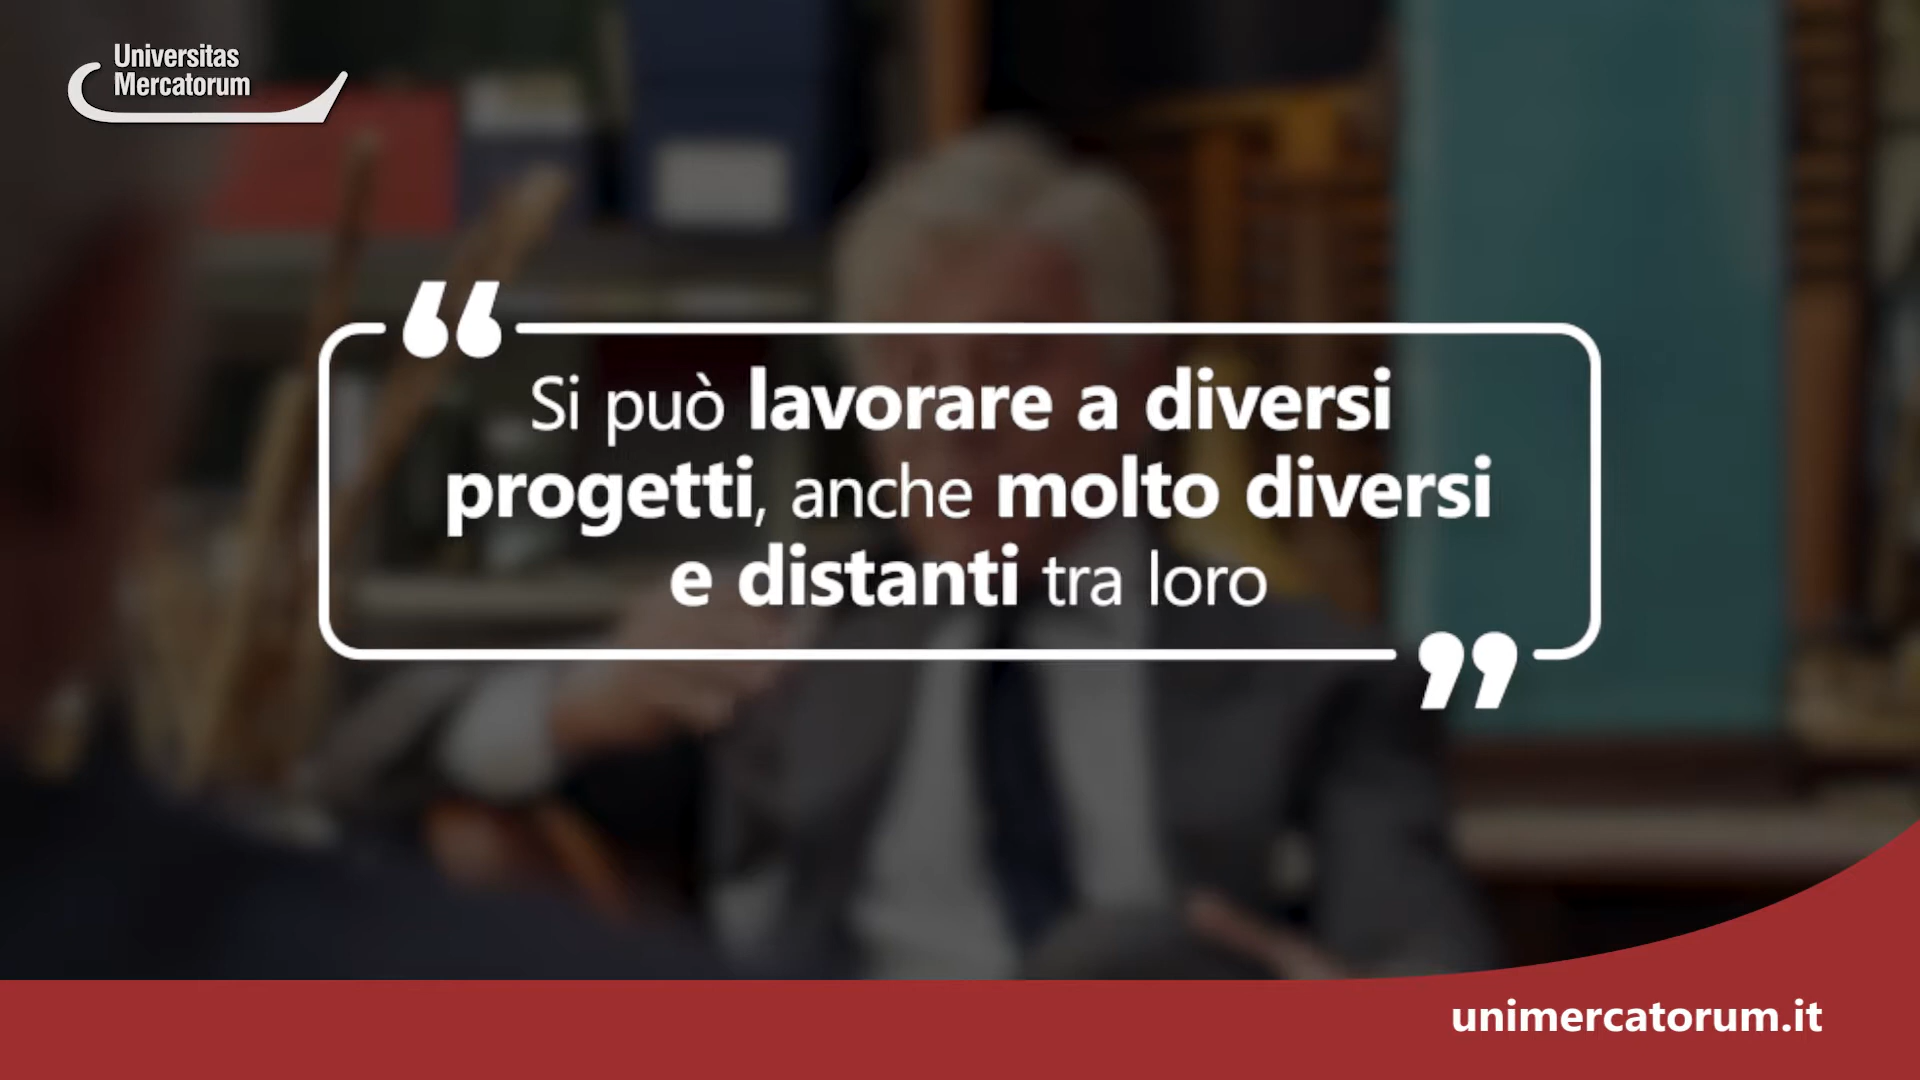 Universitas
Mercatorum
“
Si può lavorare a diversi
progetti, anche molto diversi
e distanti tra loro
”
unimercatorum.it